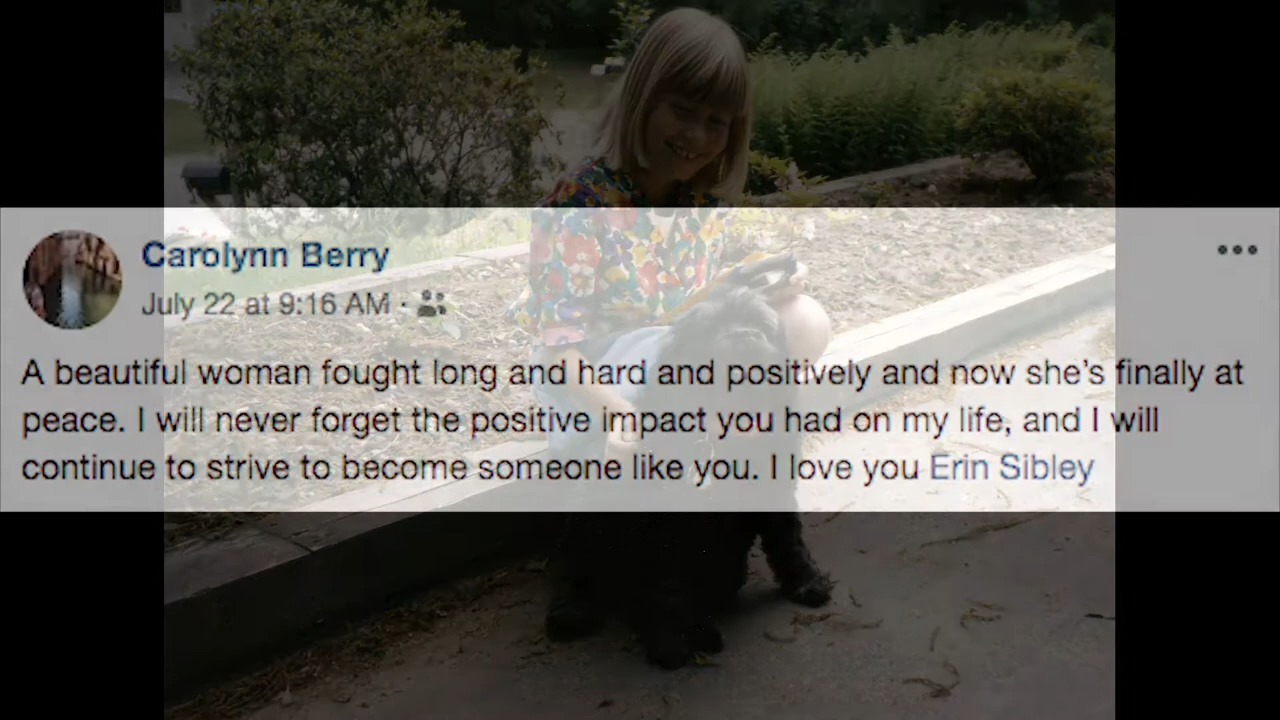 Carolynn Berry
July 22 at 9:16 AM ·
A beautiful woman fought long and hard and positively and now she's finally at
peace. I will never forget the positive impact you had on my life, and I will
continue to strive to become someone like you. I love you Erin Sibley